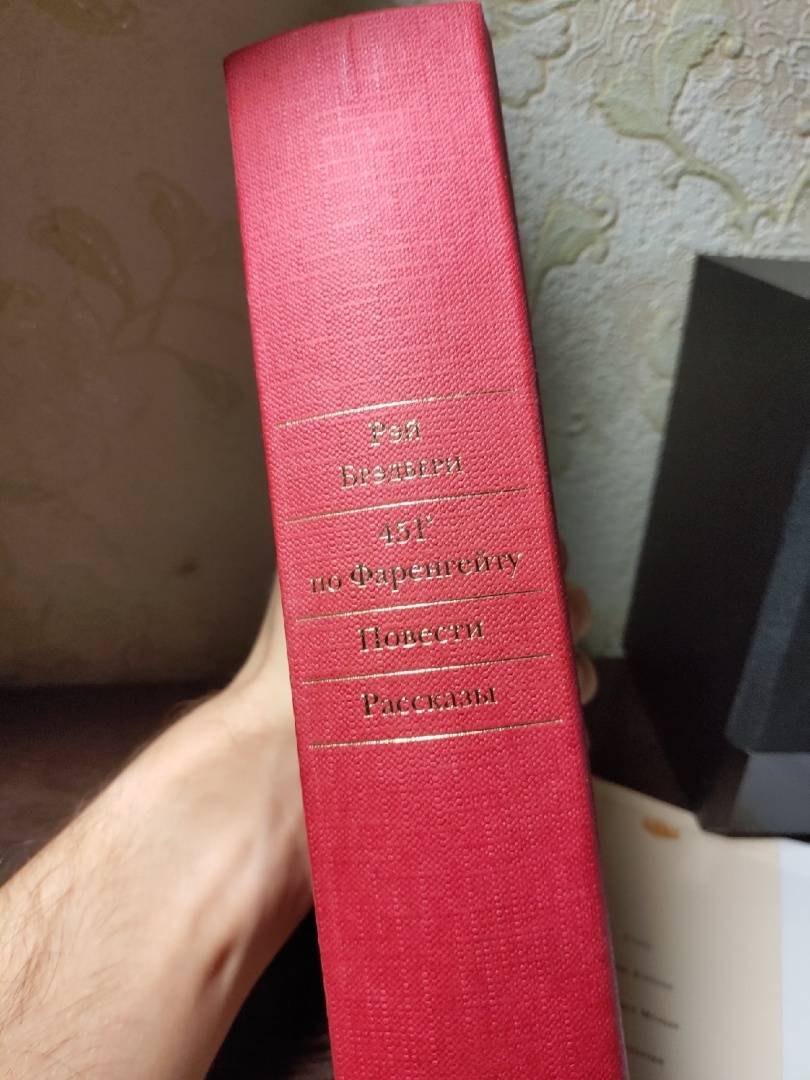 Рэй
Брэдбери
451°
по Фаренгейту
Повести
Рассказы